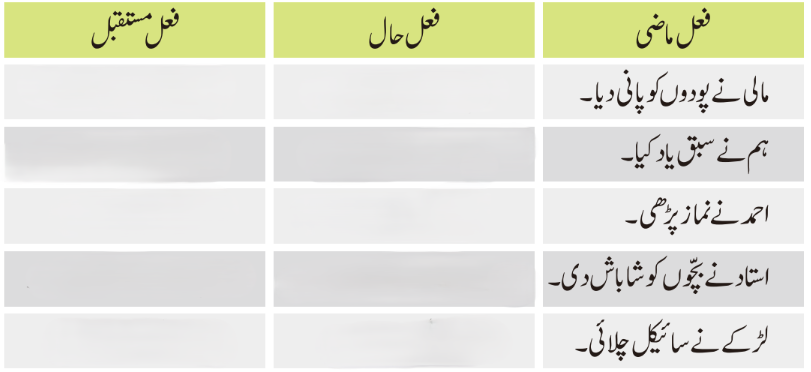 فعل ماضی	فعل حال	فعل مستقبل
مالی نے پودوں کو پانی دیا۔
ہم نے سبق یاد کیا۔
احمد نے نماز پڑھی۔
استاد نے بچّوں کو شاباش دی۔
لڑکے نے سائیکل چلائی۔